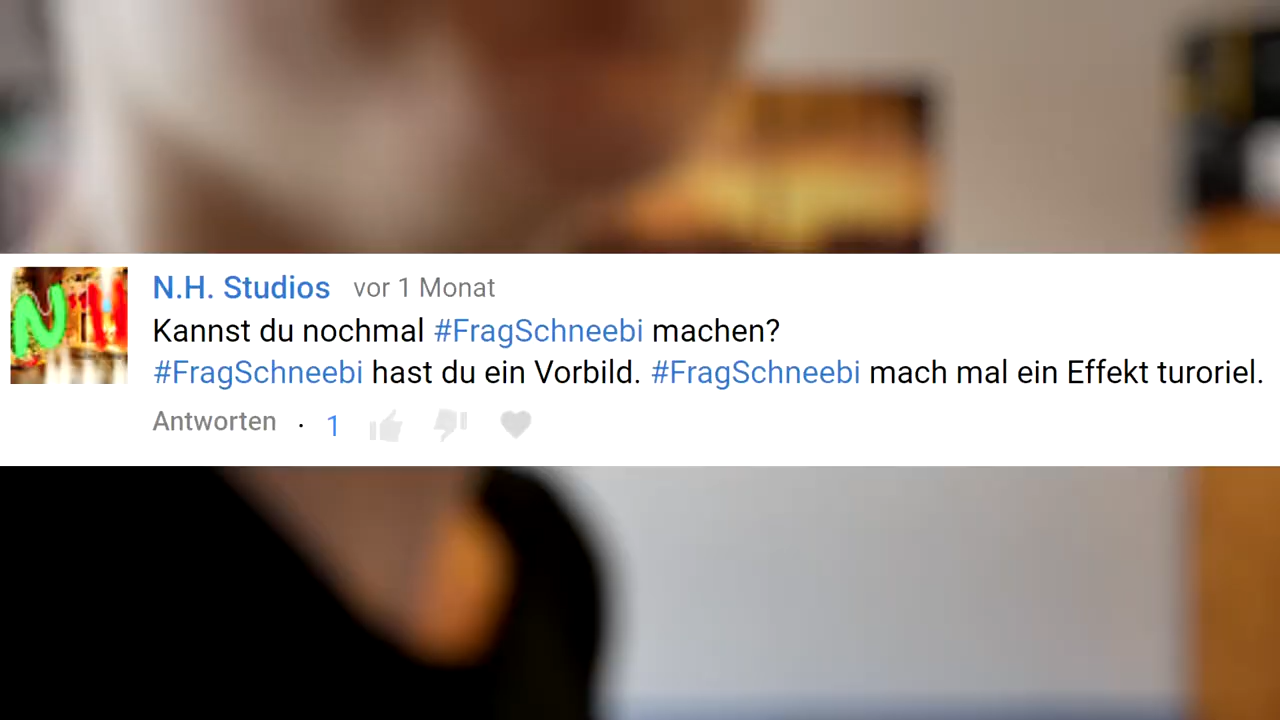 N.H. Studios vor 1 Monat
Kannst du nochmal #FragSchneebi machen?
#FragSchneebi hast du ein Vorbild. #FragSchneebi mach mal ein Effekt turoriel.
Antworten · 1